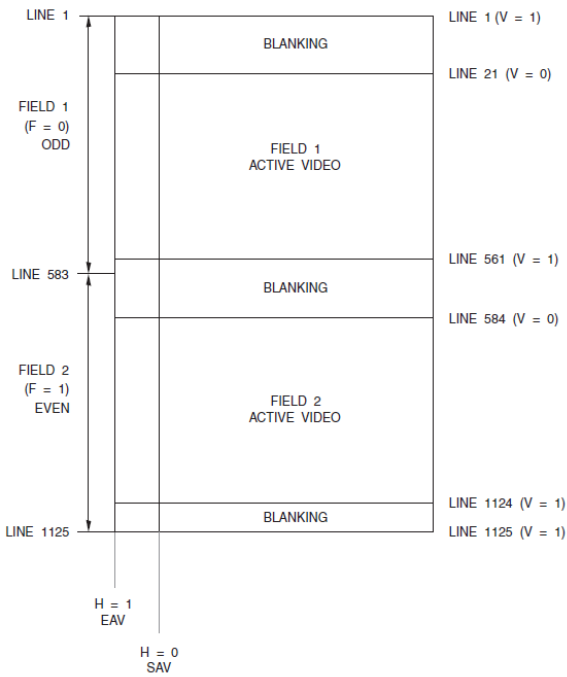 LINE 1
LINE 1 (V = 1)
BLANKING
LINE 21 (V = 0)
FIELD 1
(F = 0)
ODD
FIELD 1
ACTIVE VIDEO
LINE 561 (V = 1)
LINE 583
BLANKING
LINE 584 (V = 0)
FIELD 2
(F = 1)
EVEN
FIELD 2
ACTIVE VIDEO
LINE 1124 (V = 1)
BLANKING
LINE 1125
LINE 1125 (V = 1)
H = 1
EAV
H = 0
SAV